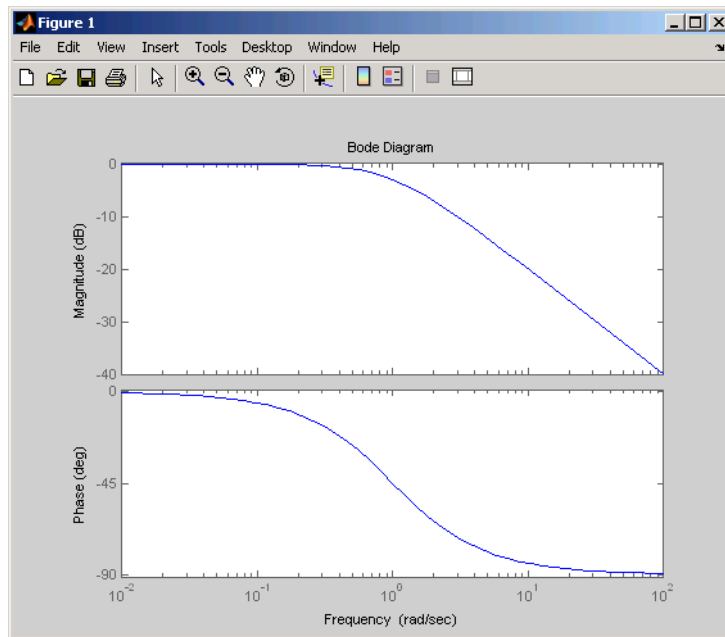 Figure 1
File Edit View Insert Tools Desktop Window Help
Bode Diagram
Magnitude (dB)
0
-10
-20
-30
-40
Phase (deg)
0
-45
-90
10^-2 10^-1 10^0 10^1 10^2
Frequency (rad/sec)